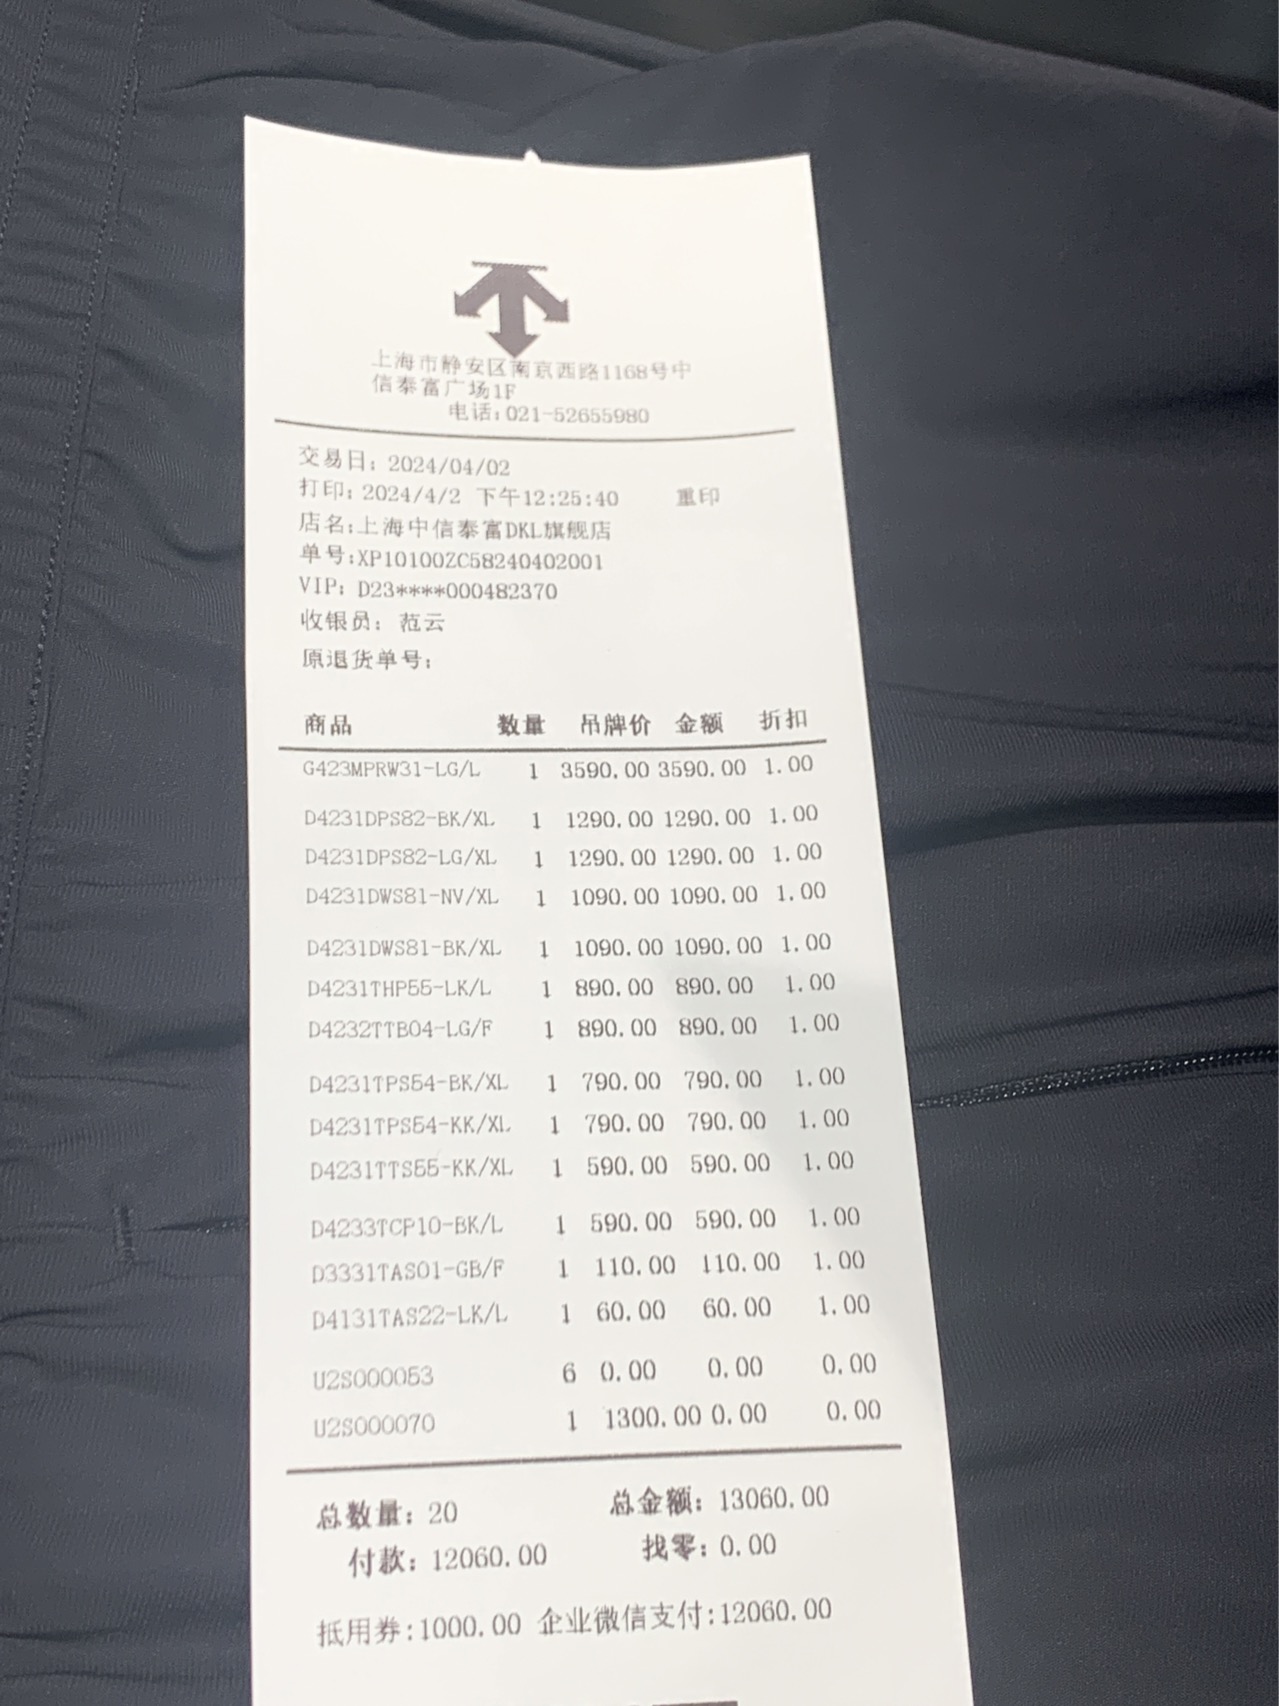 上海市静安区南京西路1168号中
信泰富广场1F
电话:021-52655980
交易日: 2024/04/02
打印: 2024/4/2 下午12:25:40 重印
店名:上海中信泰富DKL旗舰店
单号:XP10100ZC58240402001
VIP: D23****000482370
收银员: 范云
原退货单号:
商品 数量 吊牌价 金额 折扣
G423MPRW31-LG/L 1 3590.00 3590.00 1.00
D4231DPS82-BK/XL 1 1290.00 1290.00 1.00
D4231DPS82-LG/XL 1 1290.00 1290.00 1.00
D4231DWS81-NV/XL 1 1090.00 1090.00 1.00
D4231DWS81-BK/XL 1 1090.00 1090.00 1.00
D4231THP55-LK/L 1 890.00 890.00 1.00
D4232TTB04-LG/F 1 890.00 890.00 1.00
D4231TPS54-BK/XL 1 790.00 790.00 1.00
D4231TPS54-KK/XL 1 790.00 790.00 1.00
D4231TTS55-KK/XL 1 590.00 590.00 1.00
D4233TCP10-BK/L 1 590.00 590.00 1.00
D3331TAS01-GB/F 1 110.00 110.00 1.00
D4131TAS22-LK/L 1 60.00 60.00 1.00
U2S000053 6 0.00 0.00 0.00
U2S000070 1 1300.00 0.00 0.00
总数量: 20 总金额: 13060.00
付款: 12060.00 找零: 0.00
抵用券:1000.00 企业微信支付:12060.00